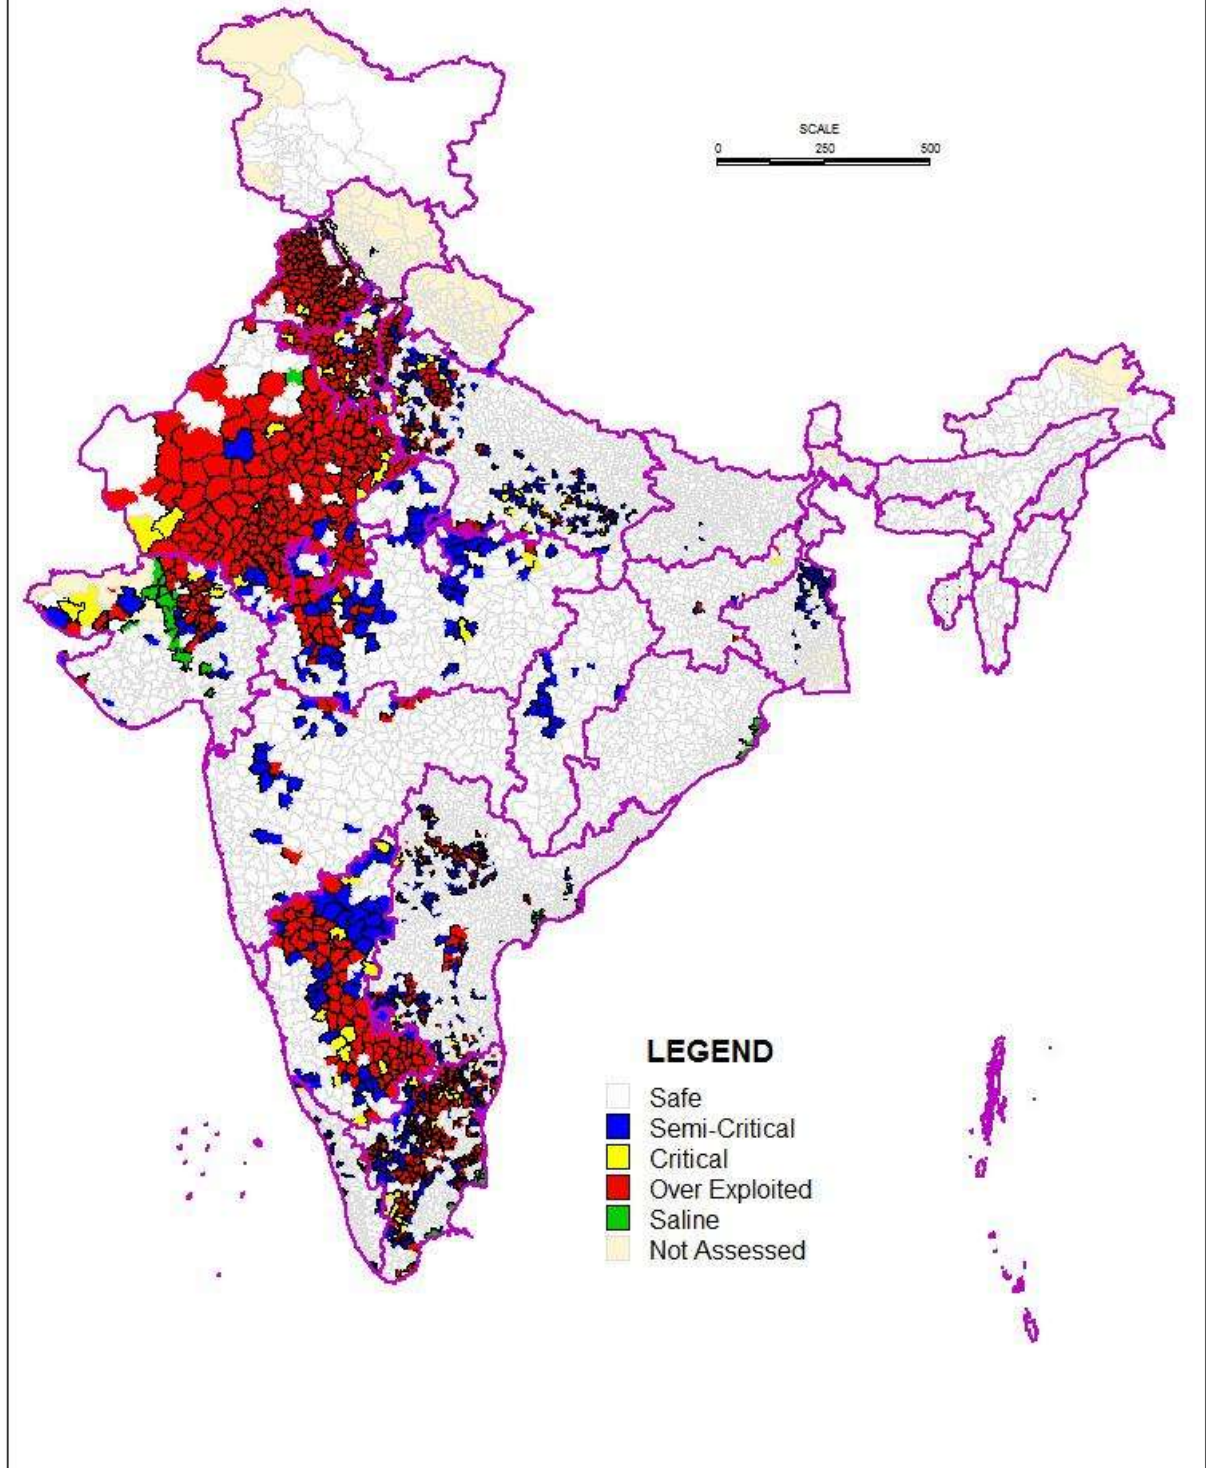 SCALE
0 250 500
LEGEND
Safe
Semi-Critical
Critical
Over Exploited
Saline
Not Assessed